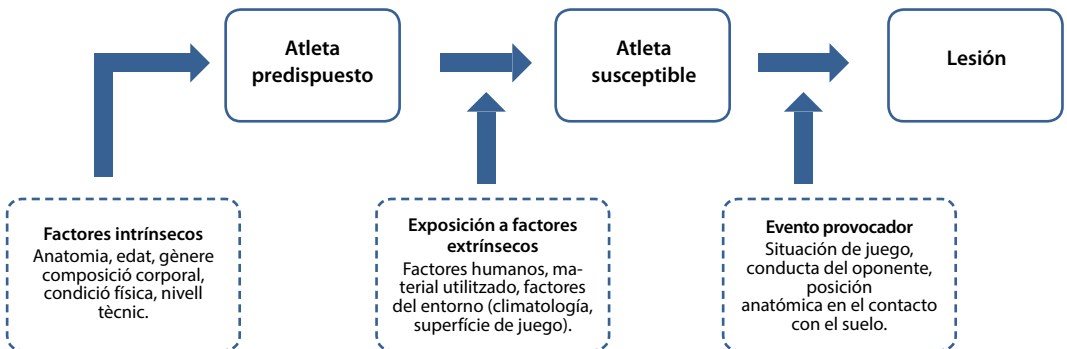 Atleta
predispuesto
Atleta
susceptible
Lesión
Factores intrínsecos
Anatomia, edat, gènere
composició corporal,
condició física, nivell
tècnic.
Exposición a factores
extrínsecos
Factores humanos, ma-
terial utilitzado, factores
del entorno (climatología,
superfície de juego).
Evento provocador
Situación de juego,
conducta del oponente,
posición
anatómica en el contacto
con el suelo.